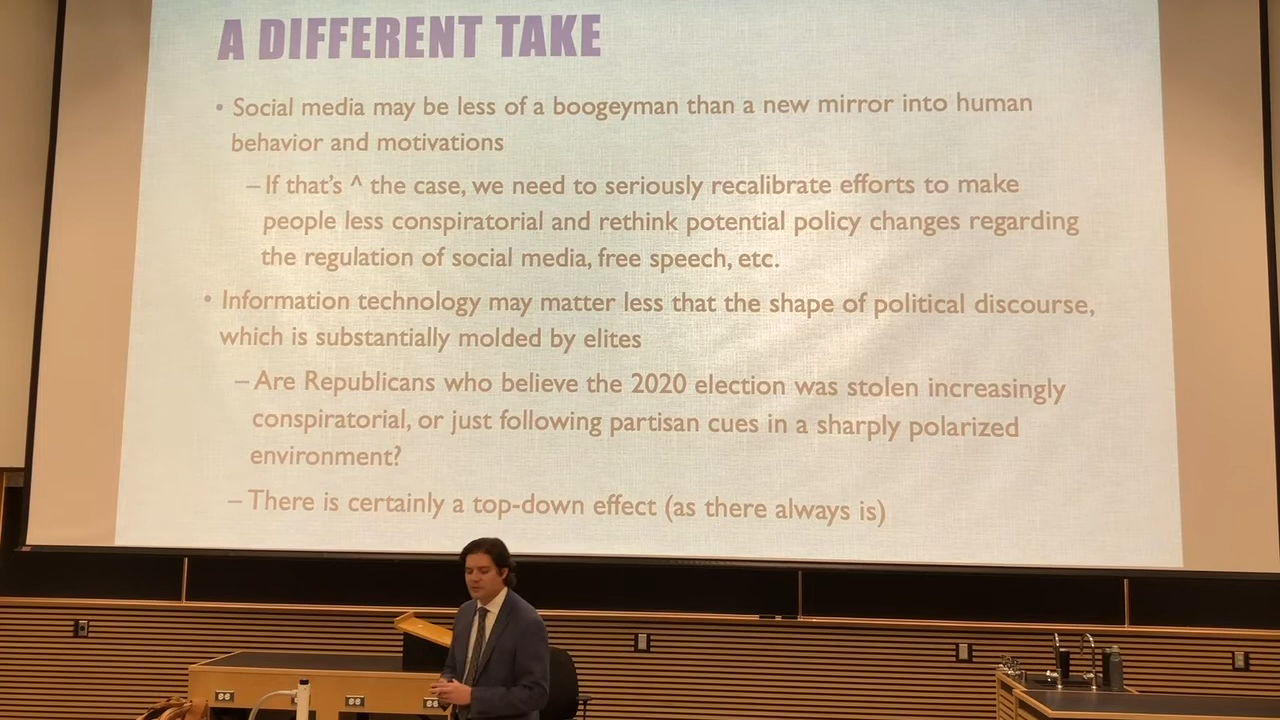 A DIFFERENT TAKE
• Social media may be less of a boogeyman than a new mirror into human
behavior and motivations
– If that's ^ the case, we need to seriously recalibrate efforts to make
people less conspiratorial and rethink potential policy changes regarding
the regulation of social media, free speech, etc.
• Information technology may matter less that the shape of political discourse,
which is substantially molded by elites
– Are Republicans who believe the 2020 election was stolen increasingly
conspiratorial, or just following partisan cues in a sharply polarized
environment?
– There is certainly a top-down effect (as there always is)